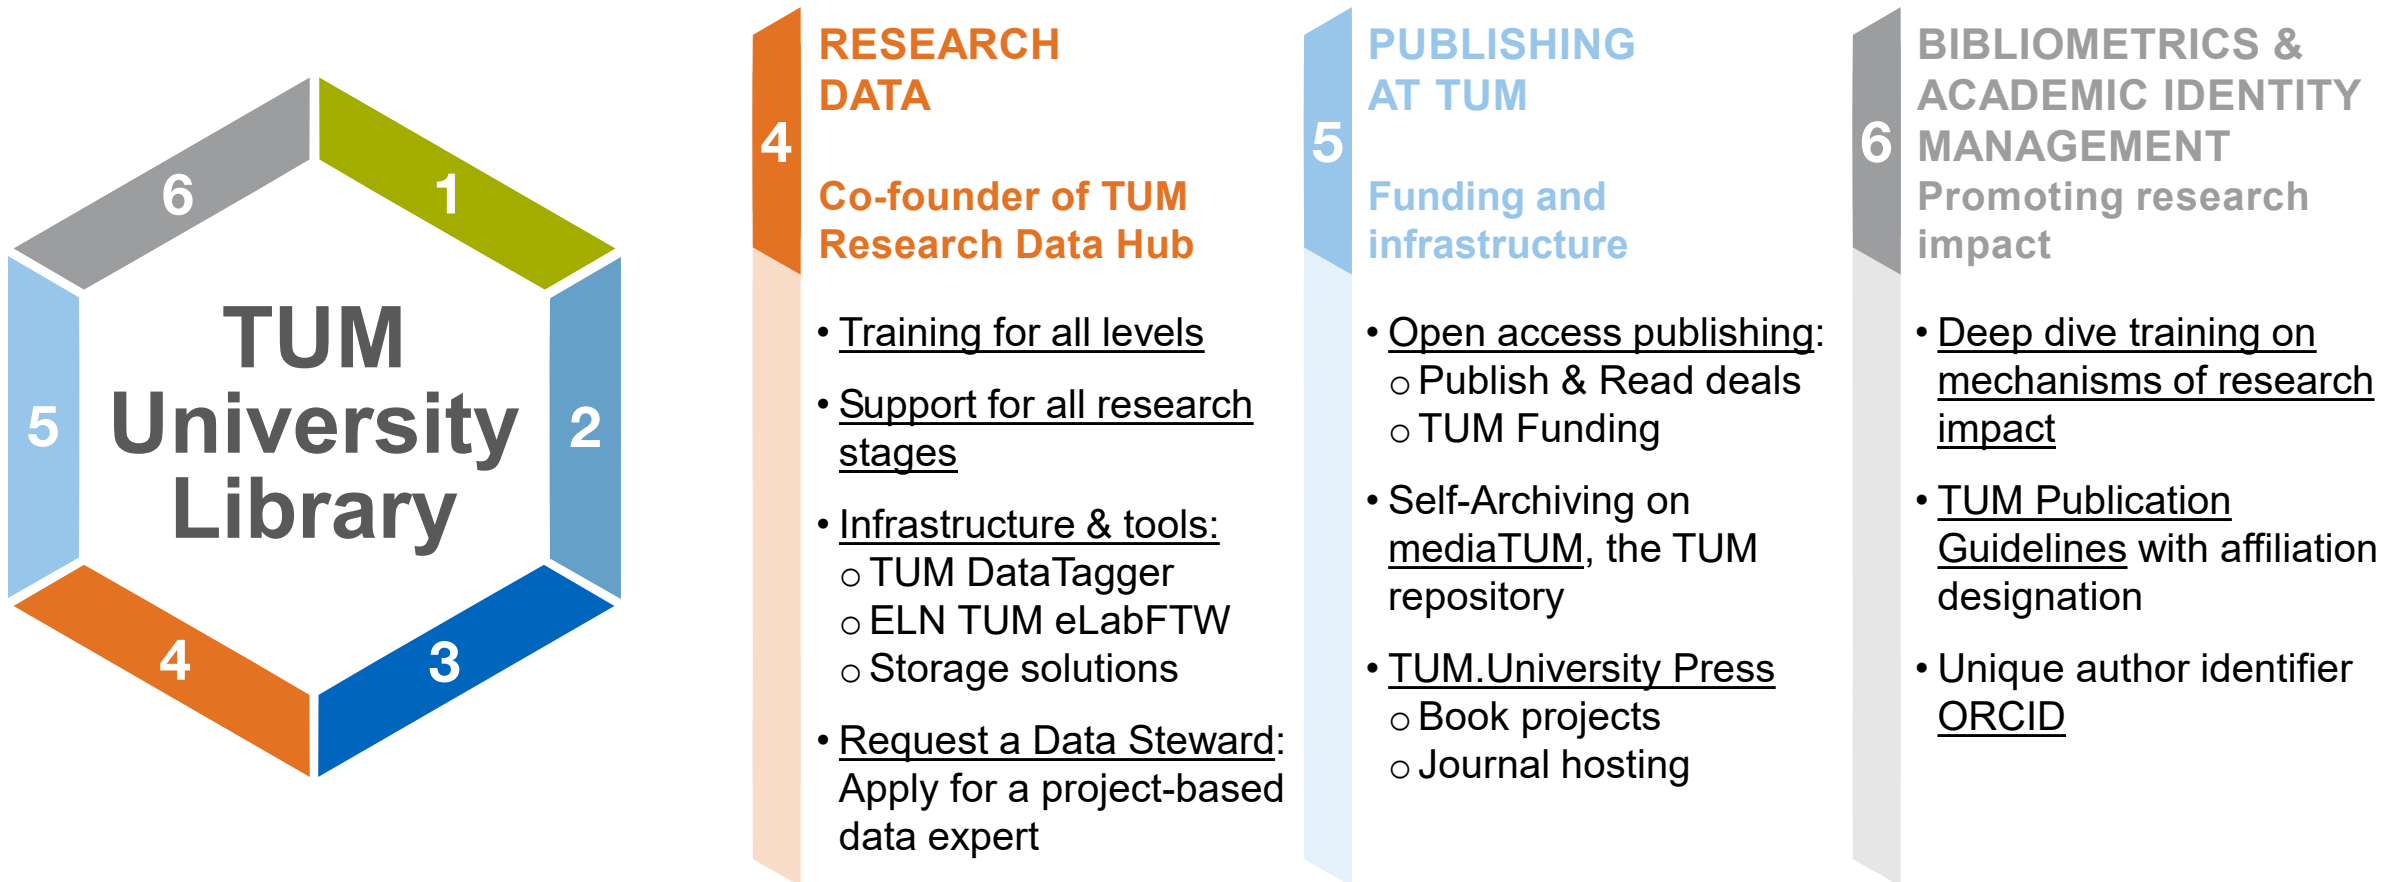 6
1
5
TUM
University
Library
2
4
3
4
RESEARCH
DATA
Co-founder of TUM
Research Data Hub
• Training for all levels
• Support for all research
stages
• Infrastructure & tools:
o TUM DataTagger
o ELN TUM eLabFTW
o Storage solutions
• Request a Data Steward:
Apply for a project-based
data expert
5
PUBLISHING
AT TUM
Funding and
infrastructure
• Open access publishing:
o Publish & Read deals
o TUM Funding
• Self-Archiving on
mediaTUM, the TUM
repository
• TUM.University Press
o Book projects
o Journal hosting
6
BIBLIOMETRICS &
ACADEMIC IDENTITY
MANAGEMENT
Promoting research
impact
• Deep dive training on
mechanisms of research
impact
• TUM Publication
Guidelines with affiliation
designation
• Unique author identifier
ORCID